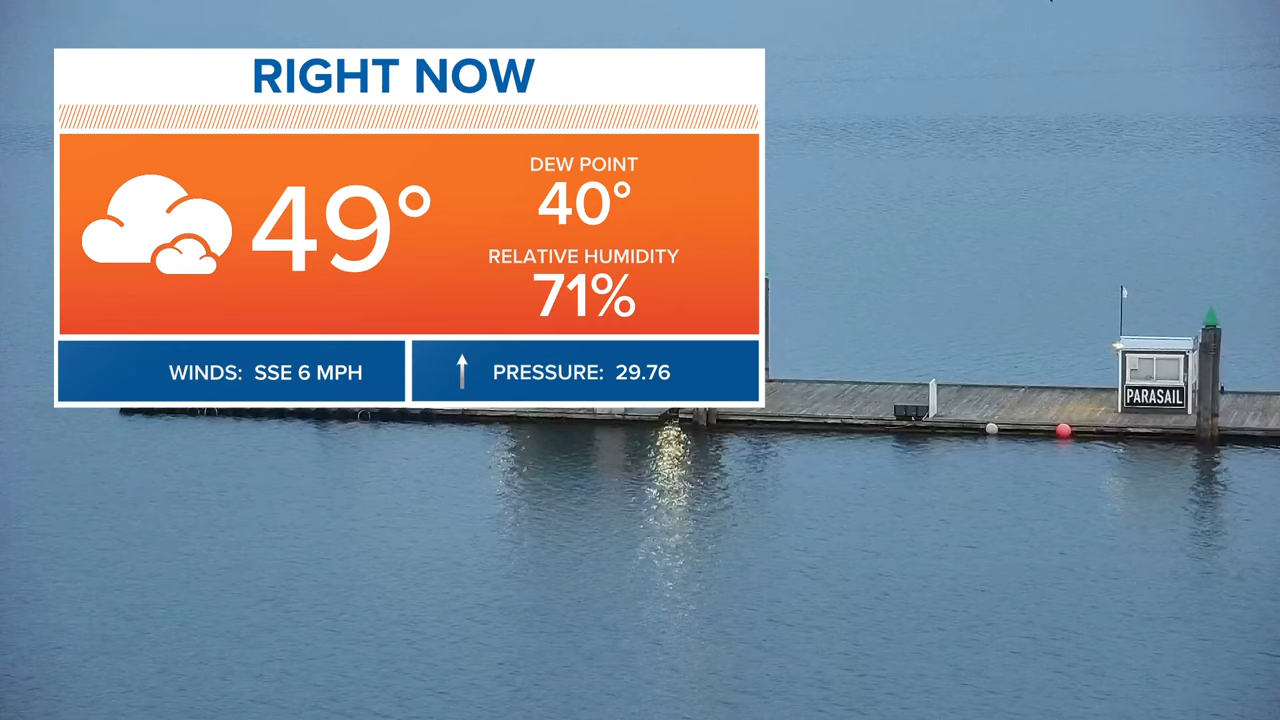 RIGHT NOW
49°
DEW POINT
40°
RELATIVE HUMIDITY
71%
WINDS: SSE 6 MPH
PRESSURE: 29.76
PARASAIL